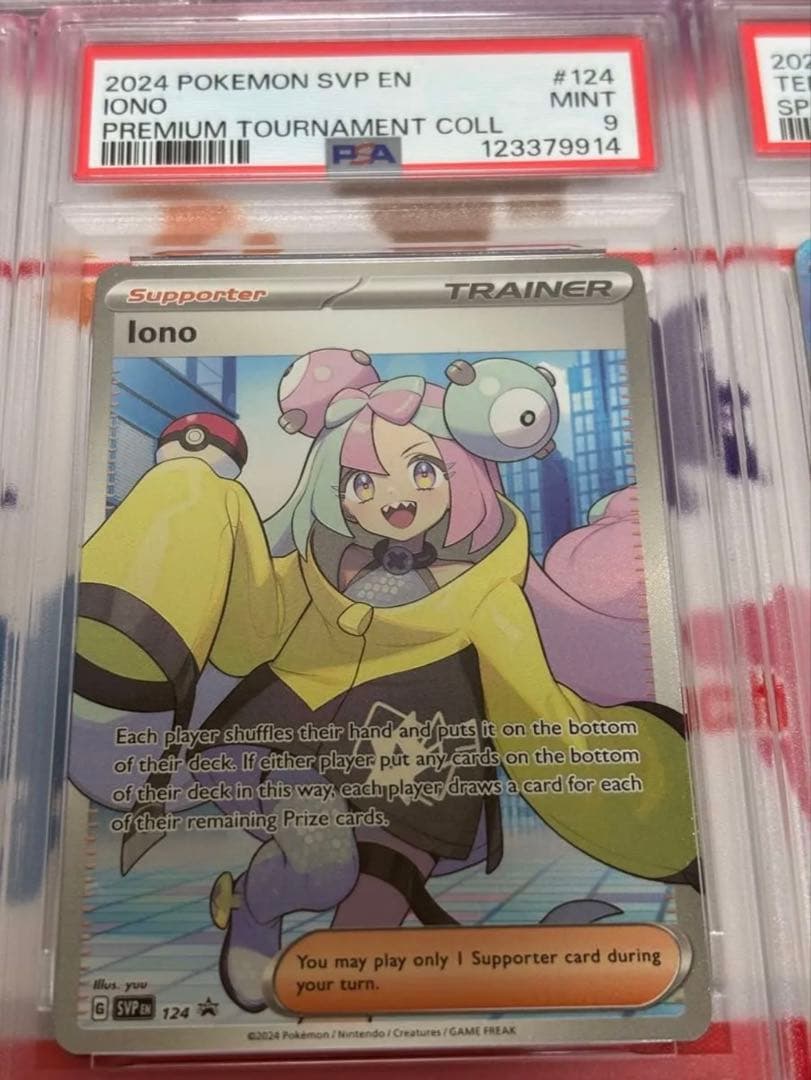 2024 POKEMON SVP EN #124
IONO MINT
PREMIUM TOURNAMENT COLL 9
PSA 123379914
202
TE
SP
Supporter TRAINER
Iono
Each player shuffles their hand and puts it on the bottom
of their deck. If either player put any cards on the bottom
of their deck in this way, each player draws a card for each
of their remaining Prize cards.
You may play only 1 Supporter card during
your turn.
Illus. yuu
G SVP EN 124
©2024 Pokémon / Nintendo / Creatures / GAME FREAK